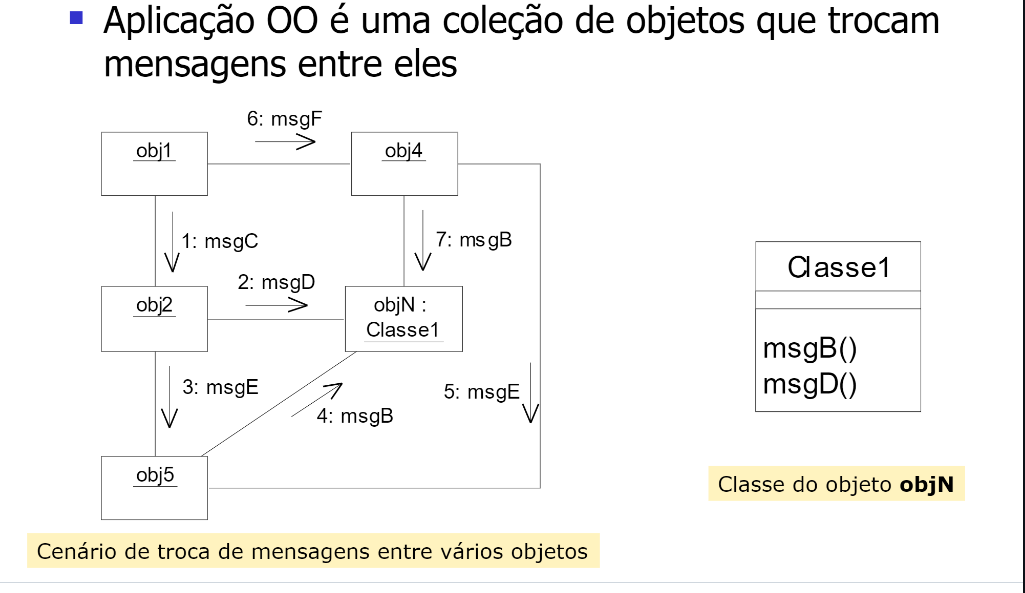 Aplicação OO é uma coleção de objetos que trocam
mensagens entre eles
6: msgF
obj1
obj4
1: msgC
7: msgB
2: msgD
obj2
objN :
Classe1
3: msgE
4: msgB
5: msgE
obj5
Classe1
msgB()
msgD()
Classe do objeto objN
Cenário de troca de mensagens entre vários objetos